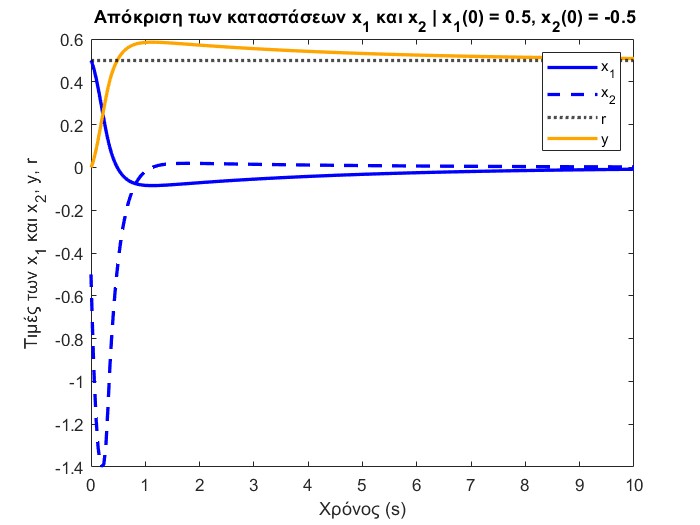 Απόκριση των καταστάσεων x₁ και x₂ | x₁(0) = 0.5, x₂(0) = -0.5
0.6
0.4
0.2
0
-0.2
-0.4
-0.6
-0.8
-1
-1.2
-1.4
Τιμές των x₁ και x₂, y, r
x₁
x₂
r
y
0 1 2 3 4 5 6 7 8 9 10
Χρόνος (s)